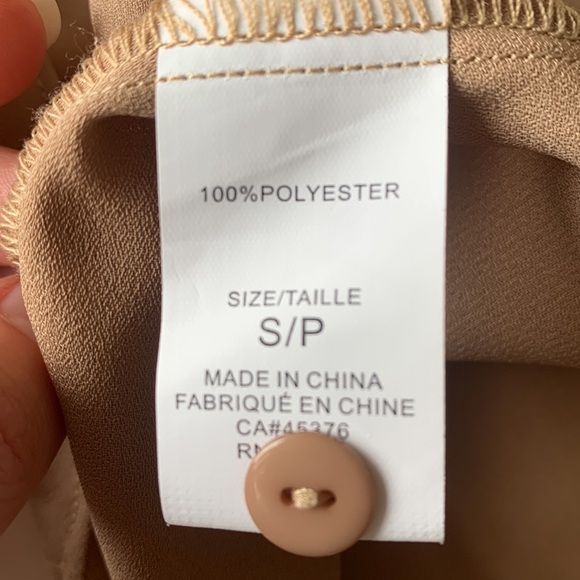 100%POLYESTER
SIZE/TAILLE
S/P
MADE IN CHINA
FABRIQUÉ EN CHINE
CA#45376